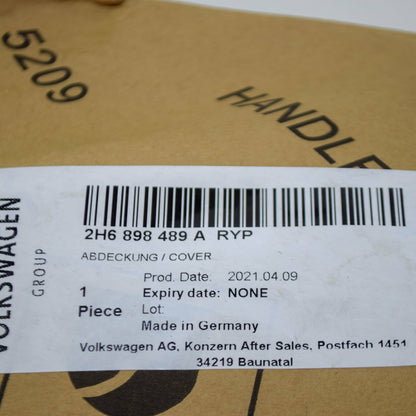 5209
HANDLE
VOLKSWAGEN
GROUP
2H6 898 489 A RYP
ABDECKUNG / COVER
Prod. Date: 2021.04.09
1 Expiry date: NONE
Piece Lot:
Made in Germany
Volkswagen AG, Konzern After Sales, Postfach 1451
34219 Baunatal